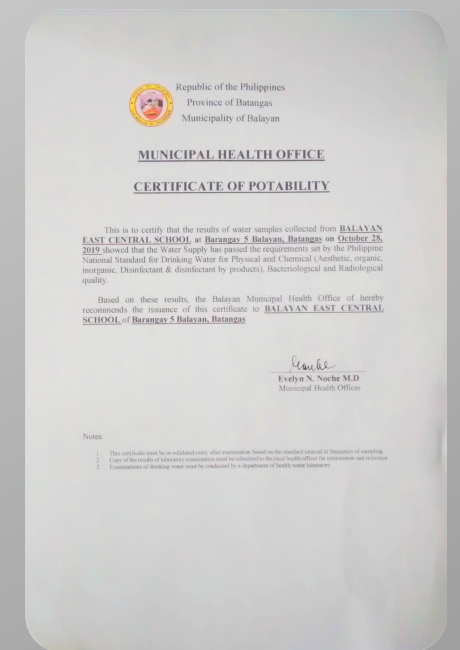 Republic of the Philippines
Province of Batangas
Municipality of Balayan
MUNICIPAL HEALTH OFFICE
CERTIFICATE OF POTABILITY
This is to certify that the results of water samples collected from BALAYAN
EAST CENTRAL SCHOOL at Barangay 5 Balayan, Batangas on October 28,
2019 showed that the Water Supply has passed the requirements set by the Philippine
National Standard for Drinking Water for Physical and Chemical (Aesthetic, organic,
inorganic, Disinfectant & disinfectant by products), Bacteriological and Radiological
quality.
Based on these results, the Balayan Municipal Health Office of hereby
recommends the issuance of this certificate to BALAYAN EAST CENTRAL
SCHOOL of Barangay 5 Balayan, Batangas
Evelyn N. Noche M.D
Municipal Health Officer
Notes
1. This certificate must be re-validated every after examination based on the standard interval of frequency of sampling
2. Copy of the results of laboratory examination must be submitted to the local health officer for information and reference
3. Examinations of drinking water must be conducted by a department of health water laboratory